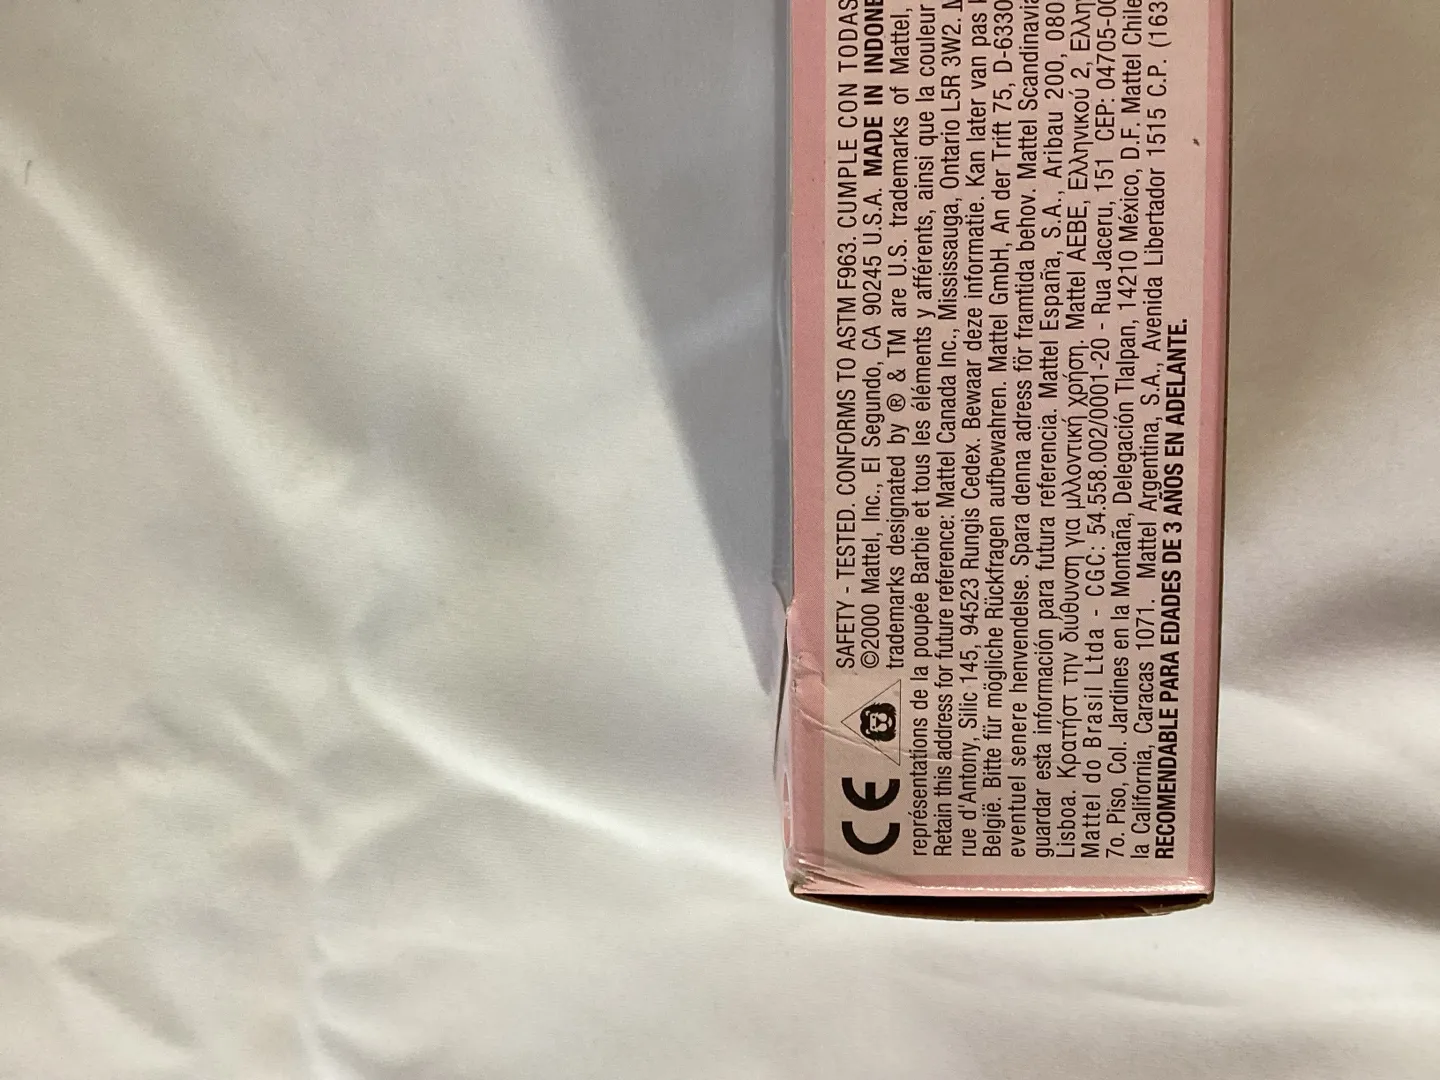 SAFETY - TESTED. CONFORMS TO ASTM F963. CUMPLE CON TODAS
©2000 Mattel, Inc., El Segundo, CA 90245 U.S.A. MADE IN INDONE
trademarks designated by ® & TM are U.S. trademarks of Mattel,
CE
représentations de la poupée Barbie et tous les éléments y afférents, ainsi que la couleur
Retain this address for future reference: Mattel Canada Inc., Mississauga, Ontario L5R 3W2.
rue d'Antony, Silic 145, 94523 Rungis Cedex. Bewaar deze informatie. Kan later van pas
België. Bitte für mögliche Rückfragen aufbewahren. Mattel GmbH, An der Trift 75, D-6330
eventuel senere henvendelse. Spara denna adress för framtida behov. Mattel Scandinavia
guardar esta información para futura referencia. Mattel España, S.A., Aribau 200, 080
Lisboa. Κρατήστ την διύθυνση για μλλοντική χρήση. Mattel AEBE, Ελληνικού 2, Ελλην
Mattel do Brasil Ltda - CGC: 54.558.002/0001-20 - Rua Jaceru, 151 CEP: 04705-00
7o. Piso, Col. Jardines en la Montaña, Delegación Tlalpan, 14210 México, D.F. Mattel Chile
la California, Caracas 1071. Mattel Argentina, S.A., Avenida Libertador 1515 C.P. (163
RECOMENDABLE PARA EDADES DE 3 AÑOS EN ADELANTE.